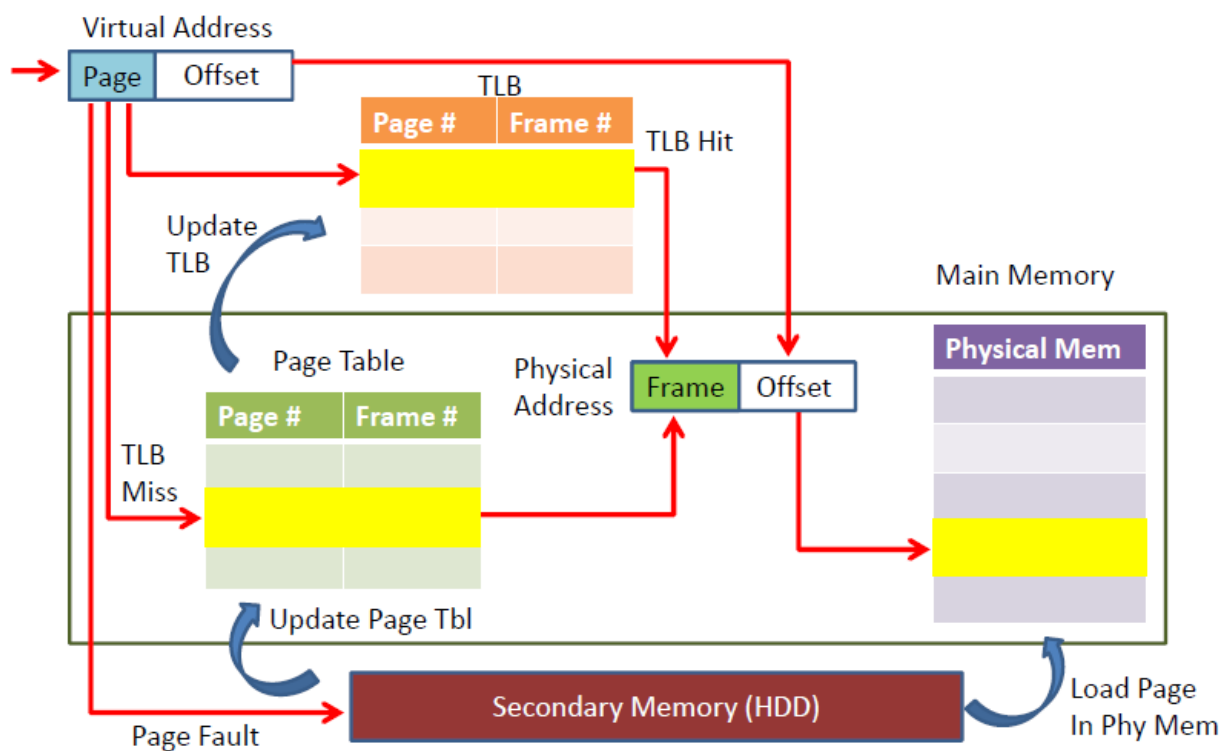 Virtual Address
Page Offset
TLB
Page # Frame #
TLB Hit
Update
TLB
Main Memory
Page Table
Physical
Address
Frame Offset
Physical Mem
Page # Frame #
TLB
Miss
Update Page Tbl
Secondary Memory (HDD)
Load Page
In Phy Mem
Page Fault